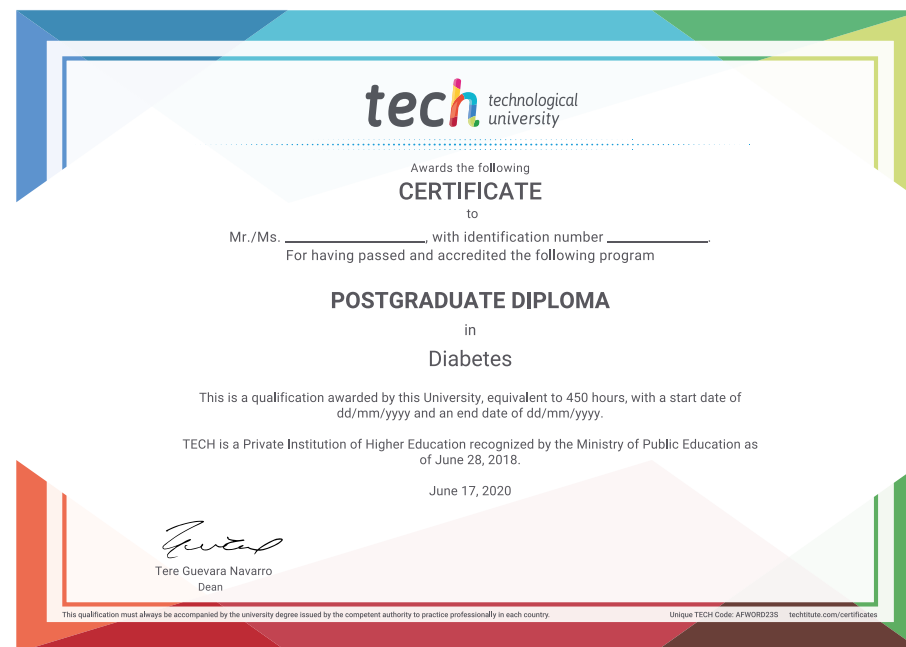 tech technological
university
Awards the following
CERTIFICATE
to
Mr./Ms. ____________________, with identification number ______________.
For having passed and accredited the following program
POSTGRADUATE DIPLOMA
in
Diabetes
This is a qualification awarded by this University, equivalent to 450 hours, with a start date of
dd/mm/yyyy and an end date of dd/mm/yyyy.
TECH is a Private Institution of Higher Education recognized by the Ministry of Public Education as
of June 28, 2018.
June 17, 2020
Tere Guevara Navarro
Dean
This qualification must always be accompanied by the university degree issued by the competent authority to practice professionally in each country.
Unique TECH Code: AFWORD23S techtitute.com/certificates